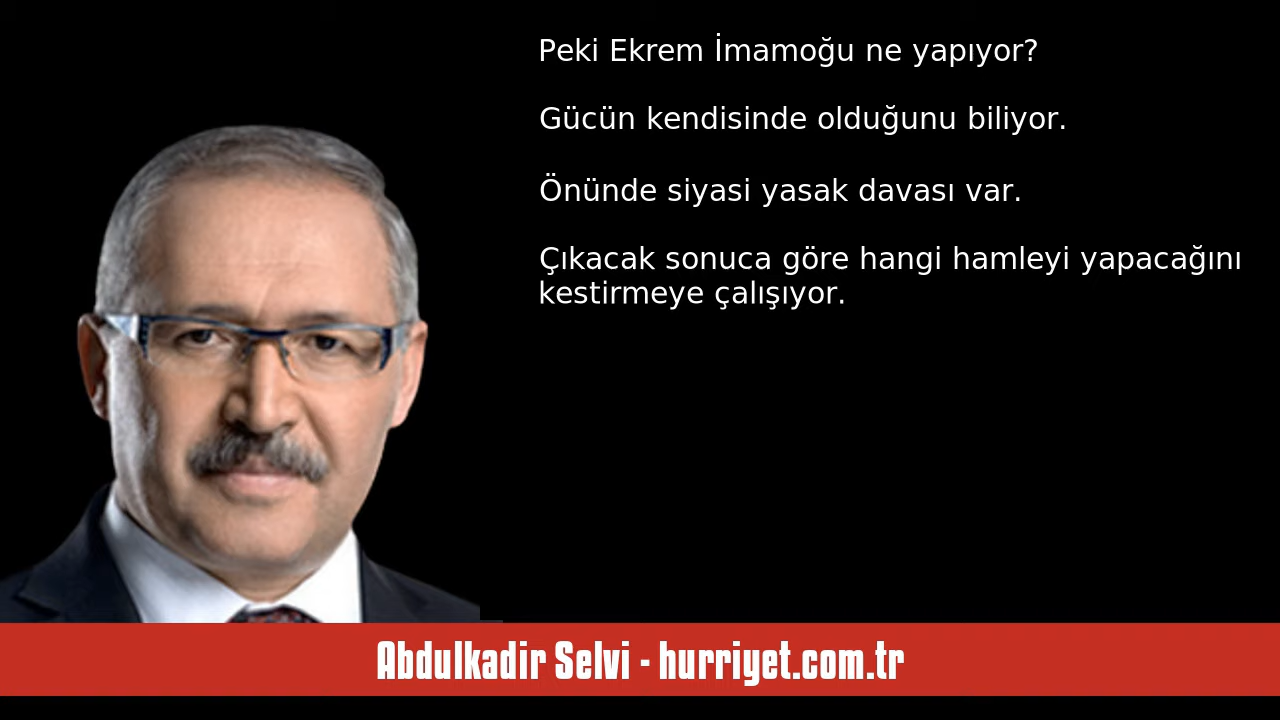 Peki Ekrem İmamoğu ne yapıyor?
Gücün kendisinde olduğunu biliyor.
Önünde siyasi yasak davası var.
Çıkacak sonuca göre hangi hamleyi yapacağını
kestirmeye çalışıyor.
Abdulkadir Selvi - hurriyet.com.tr